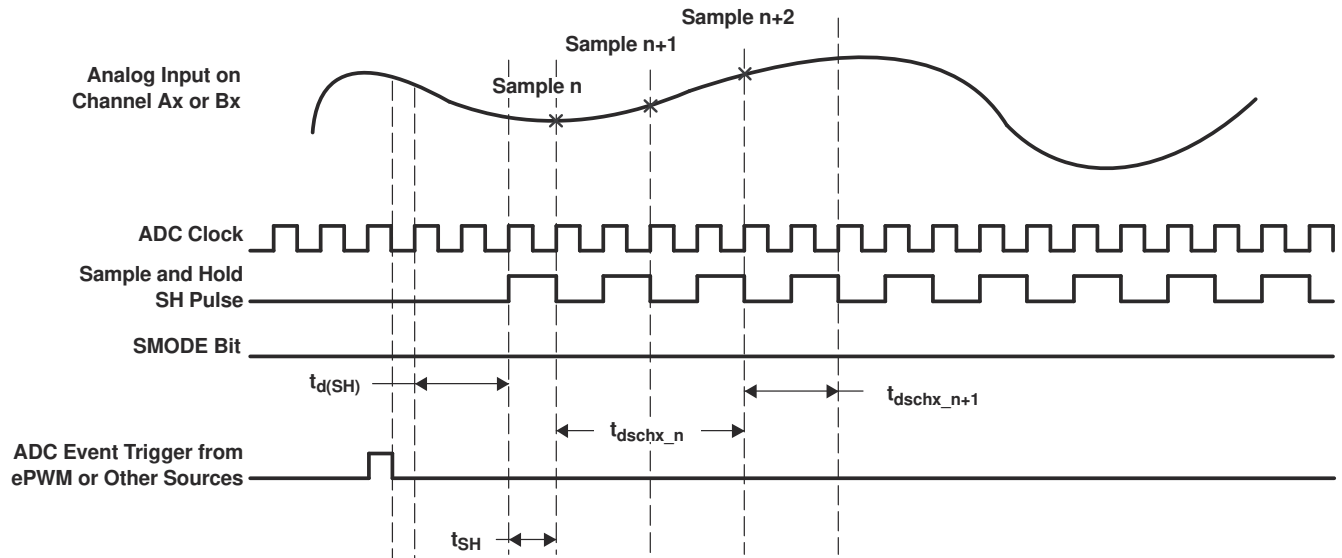 Sample n+2
Sample n+1
Analog Input on
Channel Ax or Bx
Sample n
ADC Clock
Sample and Hold
SH Pulse
SMODE Bit
td(SH)
tdschx_n+1
tdschx_n
ADC Event Trigger from
ePWM or Other Sources
tSH